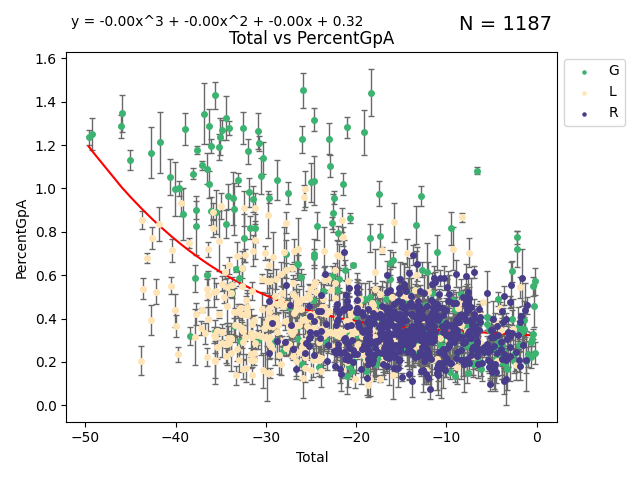 y = -0.00x^3 + -0.00x^2 + -0.00x + 0.32
N = 1187
Total vs PercentGpA
G
L
R
PercentGpA
1.6
1.4
1.2
1.0
0.8
0.6
0.4
0.2
0.0
−50 −40 −30 −20 −10 0
Total